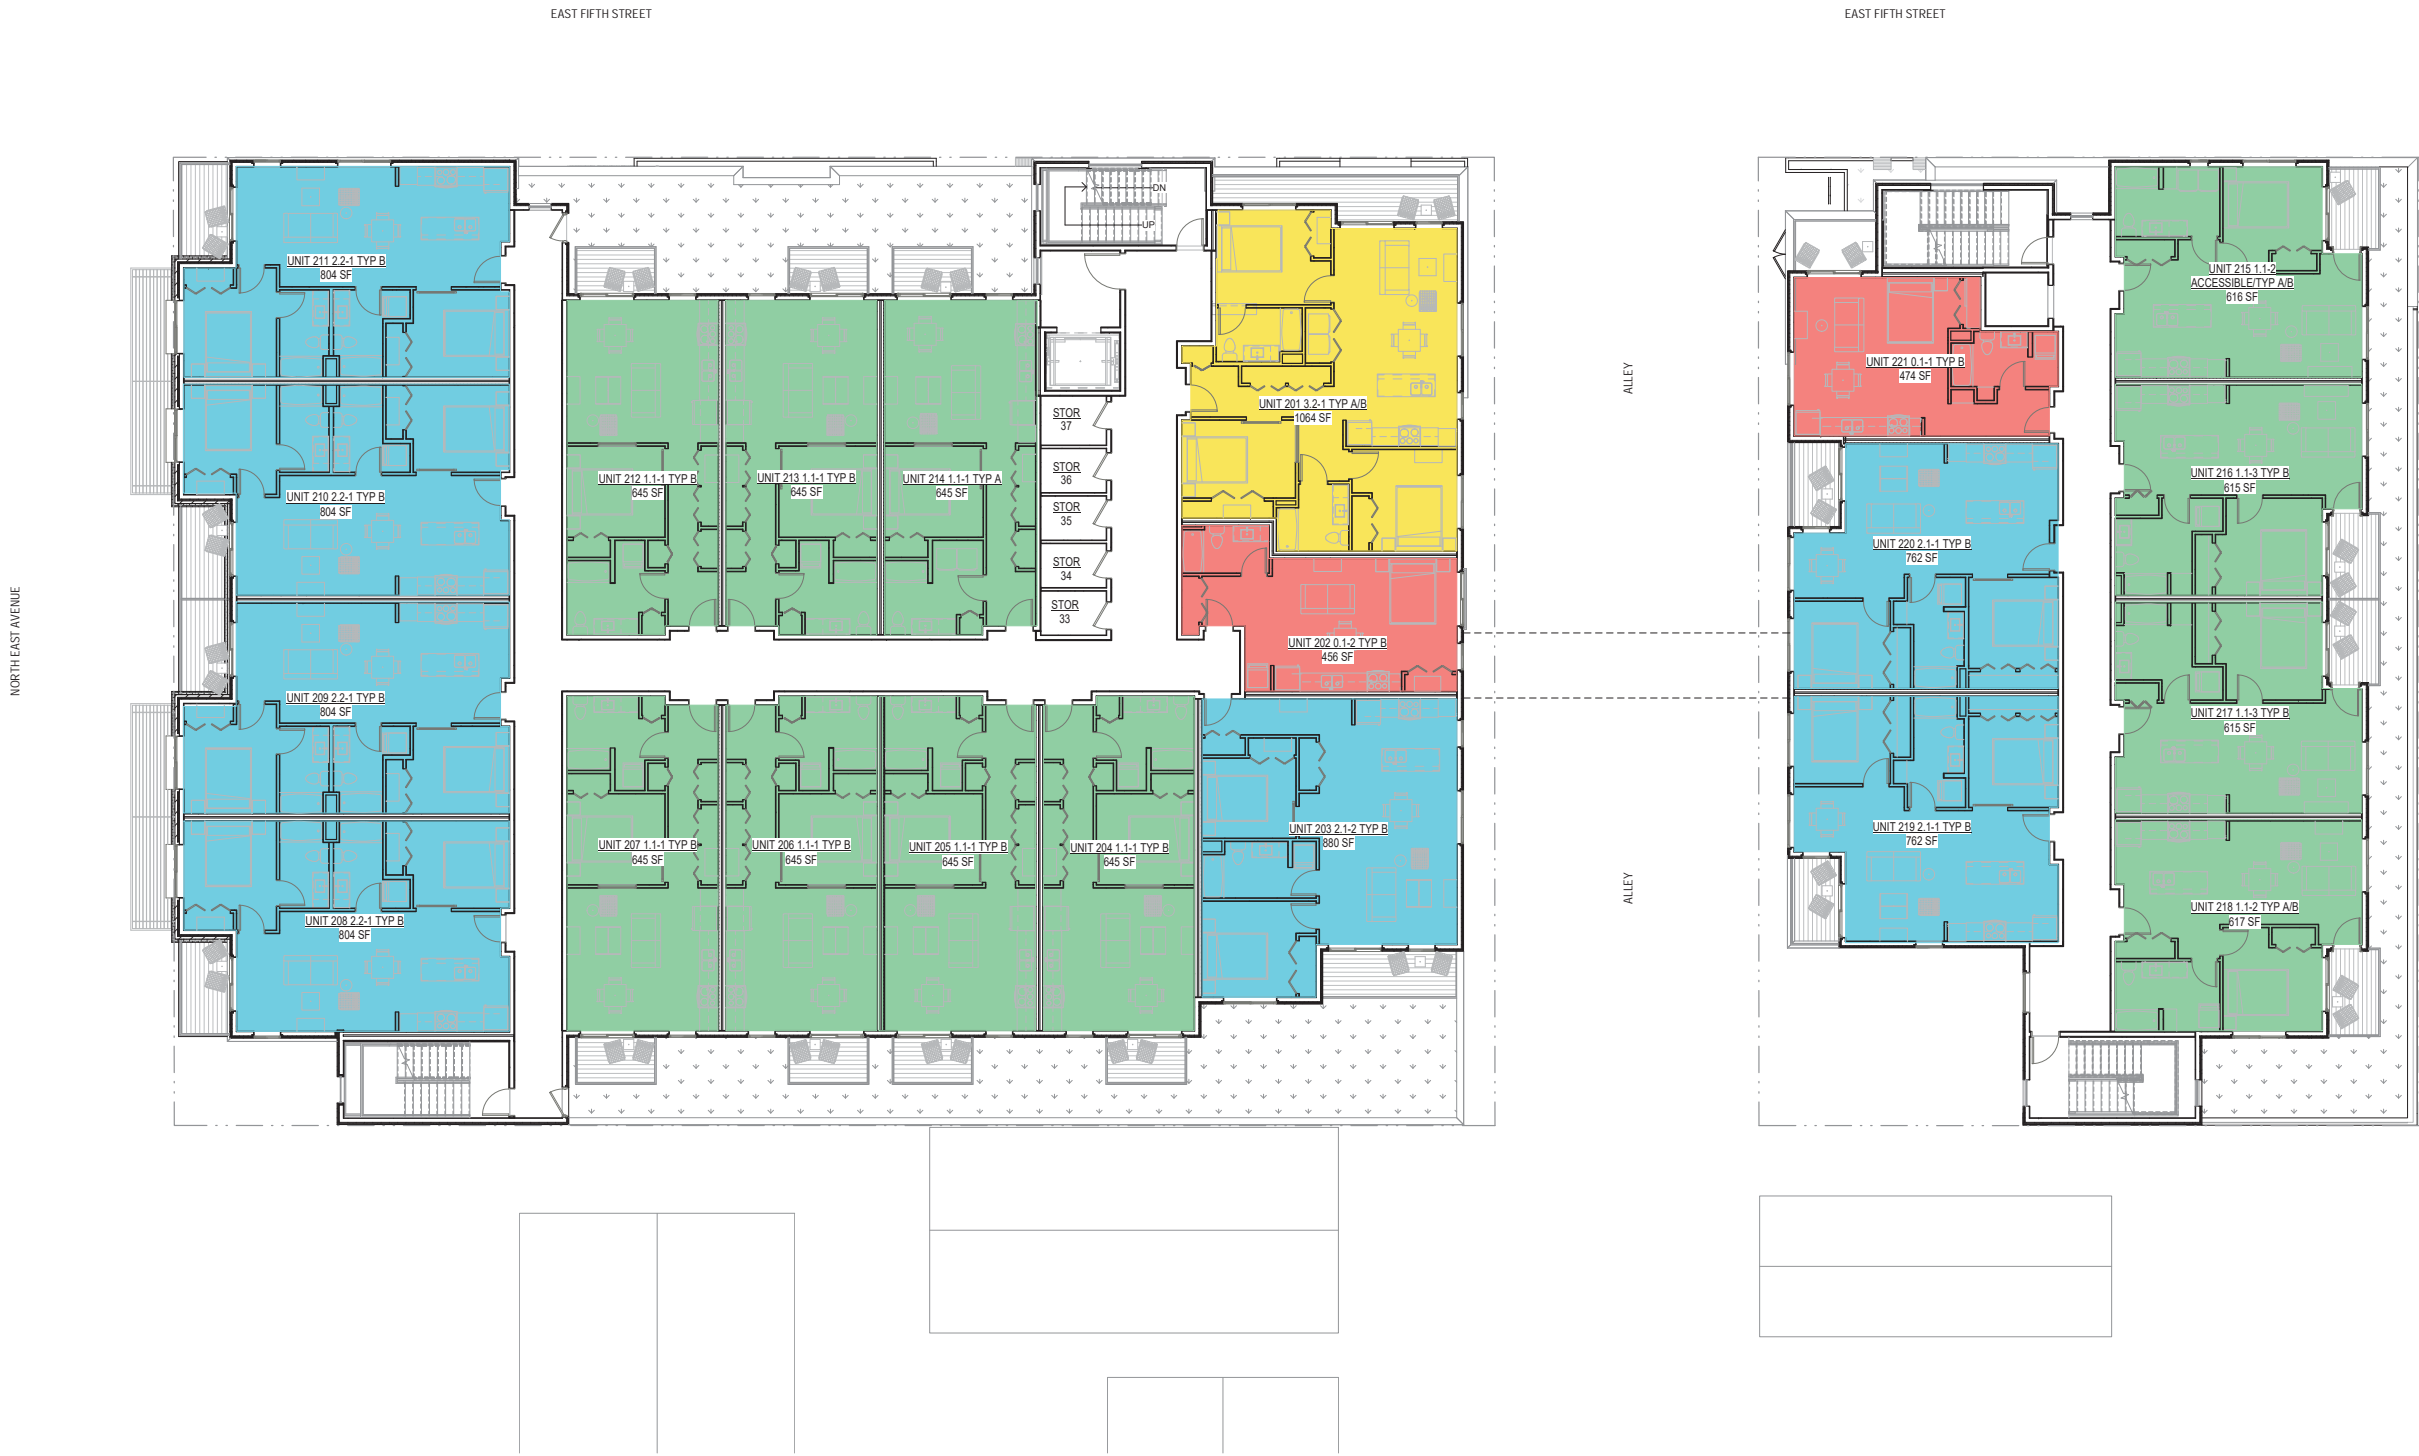 EAST FIFTH STREET
EAST FIFTH STREET
NORTH EAST AVENUE
ALLEY
ALLEY
DN
UP
UNIT 211 2.2-1 TYP B
804 SF
UNIT 210 2.2-1 TYP B
804 SF
UNIT 209 2.2-1 TYP B
804 SF
UNIT 208 2.2-1 TYP B
804 SF
UNIT 212 1.1-1 TYP B
645 SF
UNIT 213 1.1-1 TYP B
645 SF
UNIT 214 1.1-1 TYP A
645 SF
STOR
37
STOR
36
STOR
35
STOR
34
STOR
33
UNIT 201 3.2-1 TYP A/B
1064 SF
UNIT 202 0.1-2 TYP B
456 SF
UNIT 203 2.1-2 TYP B
880 SF
UNIT 207 1.1-1 TYP B
645 SF
UNIT 206 1.1-1 TYP B
645 SF
UNIT 205 1.1-1 TYP B
645 SF
UNIT 204 1.1-1 TYP B
645 SF
UNIT 221 0.1-1 TYP B
474 SF
UNIT 220 2.1-1 TYP B
762 SF
UNIT 219 2.1-1 TYP B
762 SF
UNIT 215 1.1-2
ACCESSIBLE/TYP A/B
616 SF
UNIT 216 1.1-3 TYP B
615 SF
UNIT 217 1.1-3 TYP B
615 SF
UNIT 218 1.1-2 TYP A/B
617 SF